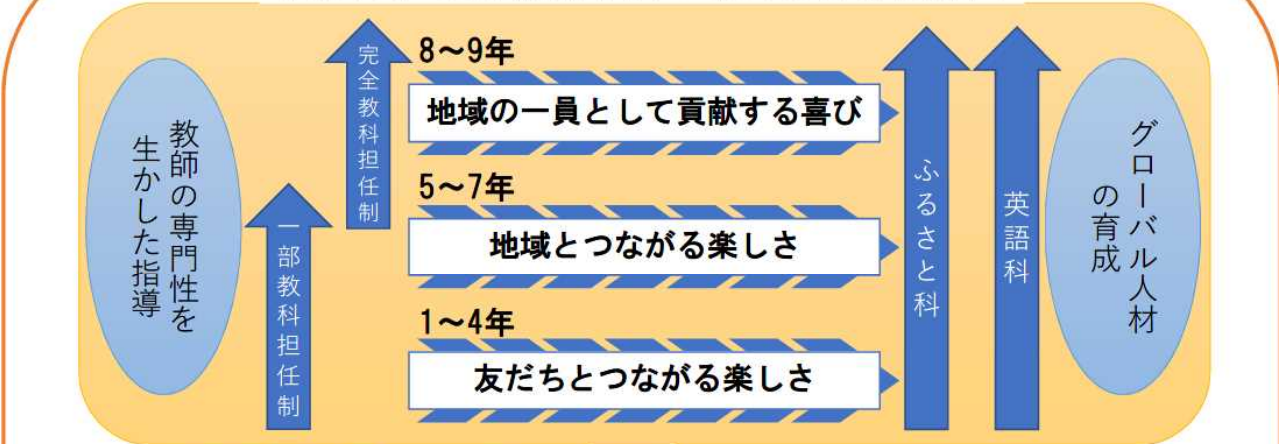 教師の専門性を
生かした指導
一部教科担任制
完全教科担任制
8～9年
地域の一員として貢献する喜び
5～7年
地域とつながる楽しさ
1～4年
友だちとつながる楽しさ
ふるさと科
英語科
グローバル人材
の育成